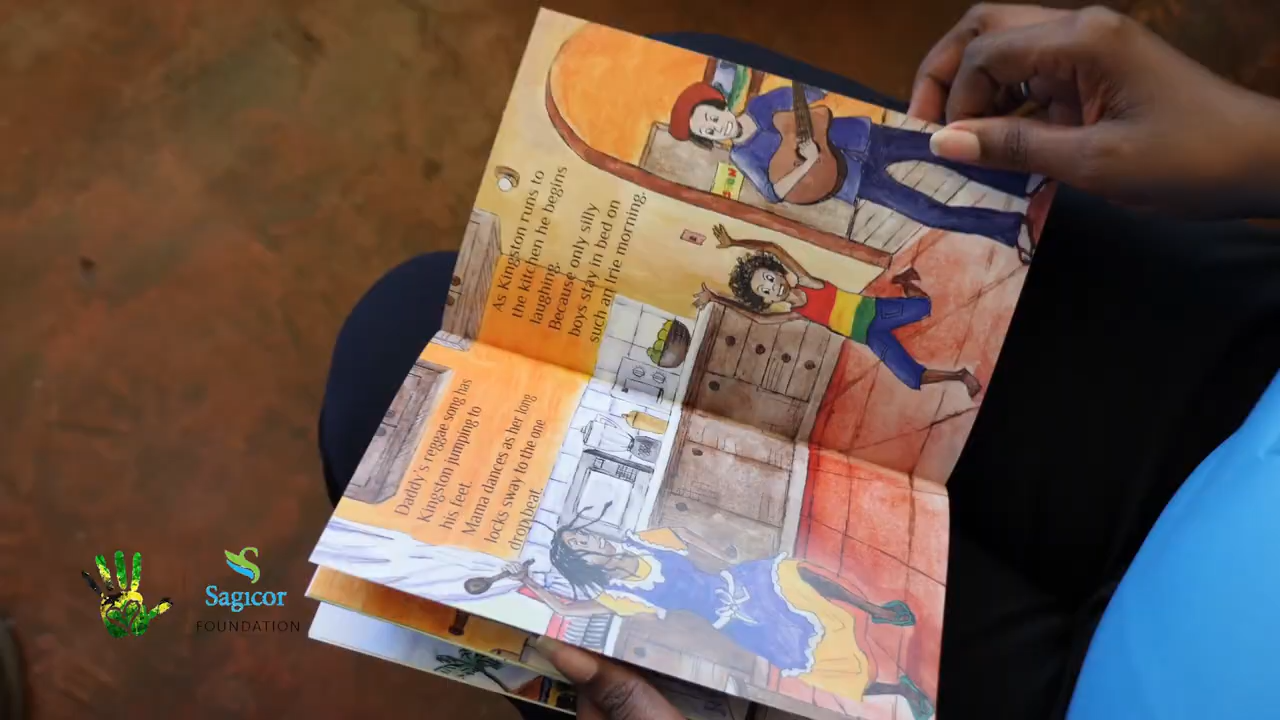 Daddy's reggae song has
Kingston jumping to
his feet.
Mama dances as her long
locks sway to the one
drop beat.
As Kingston runs to
the kitchen he begins
laughing.
Because only silly
boys stay in bed on
such an Irie morning.
Sagicor
FOUNDATION